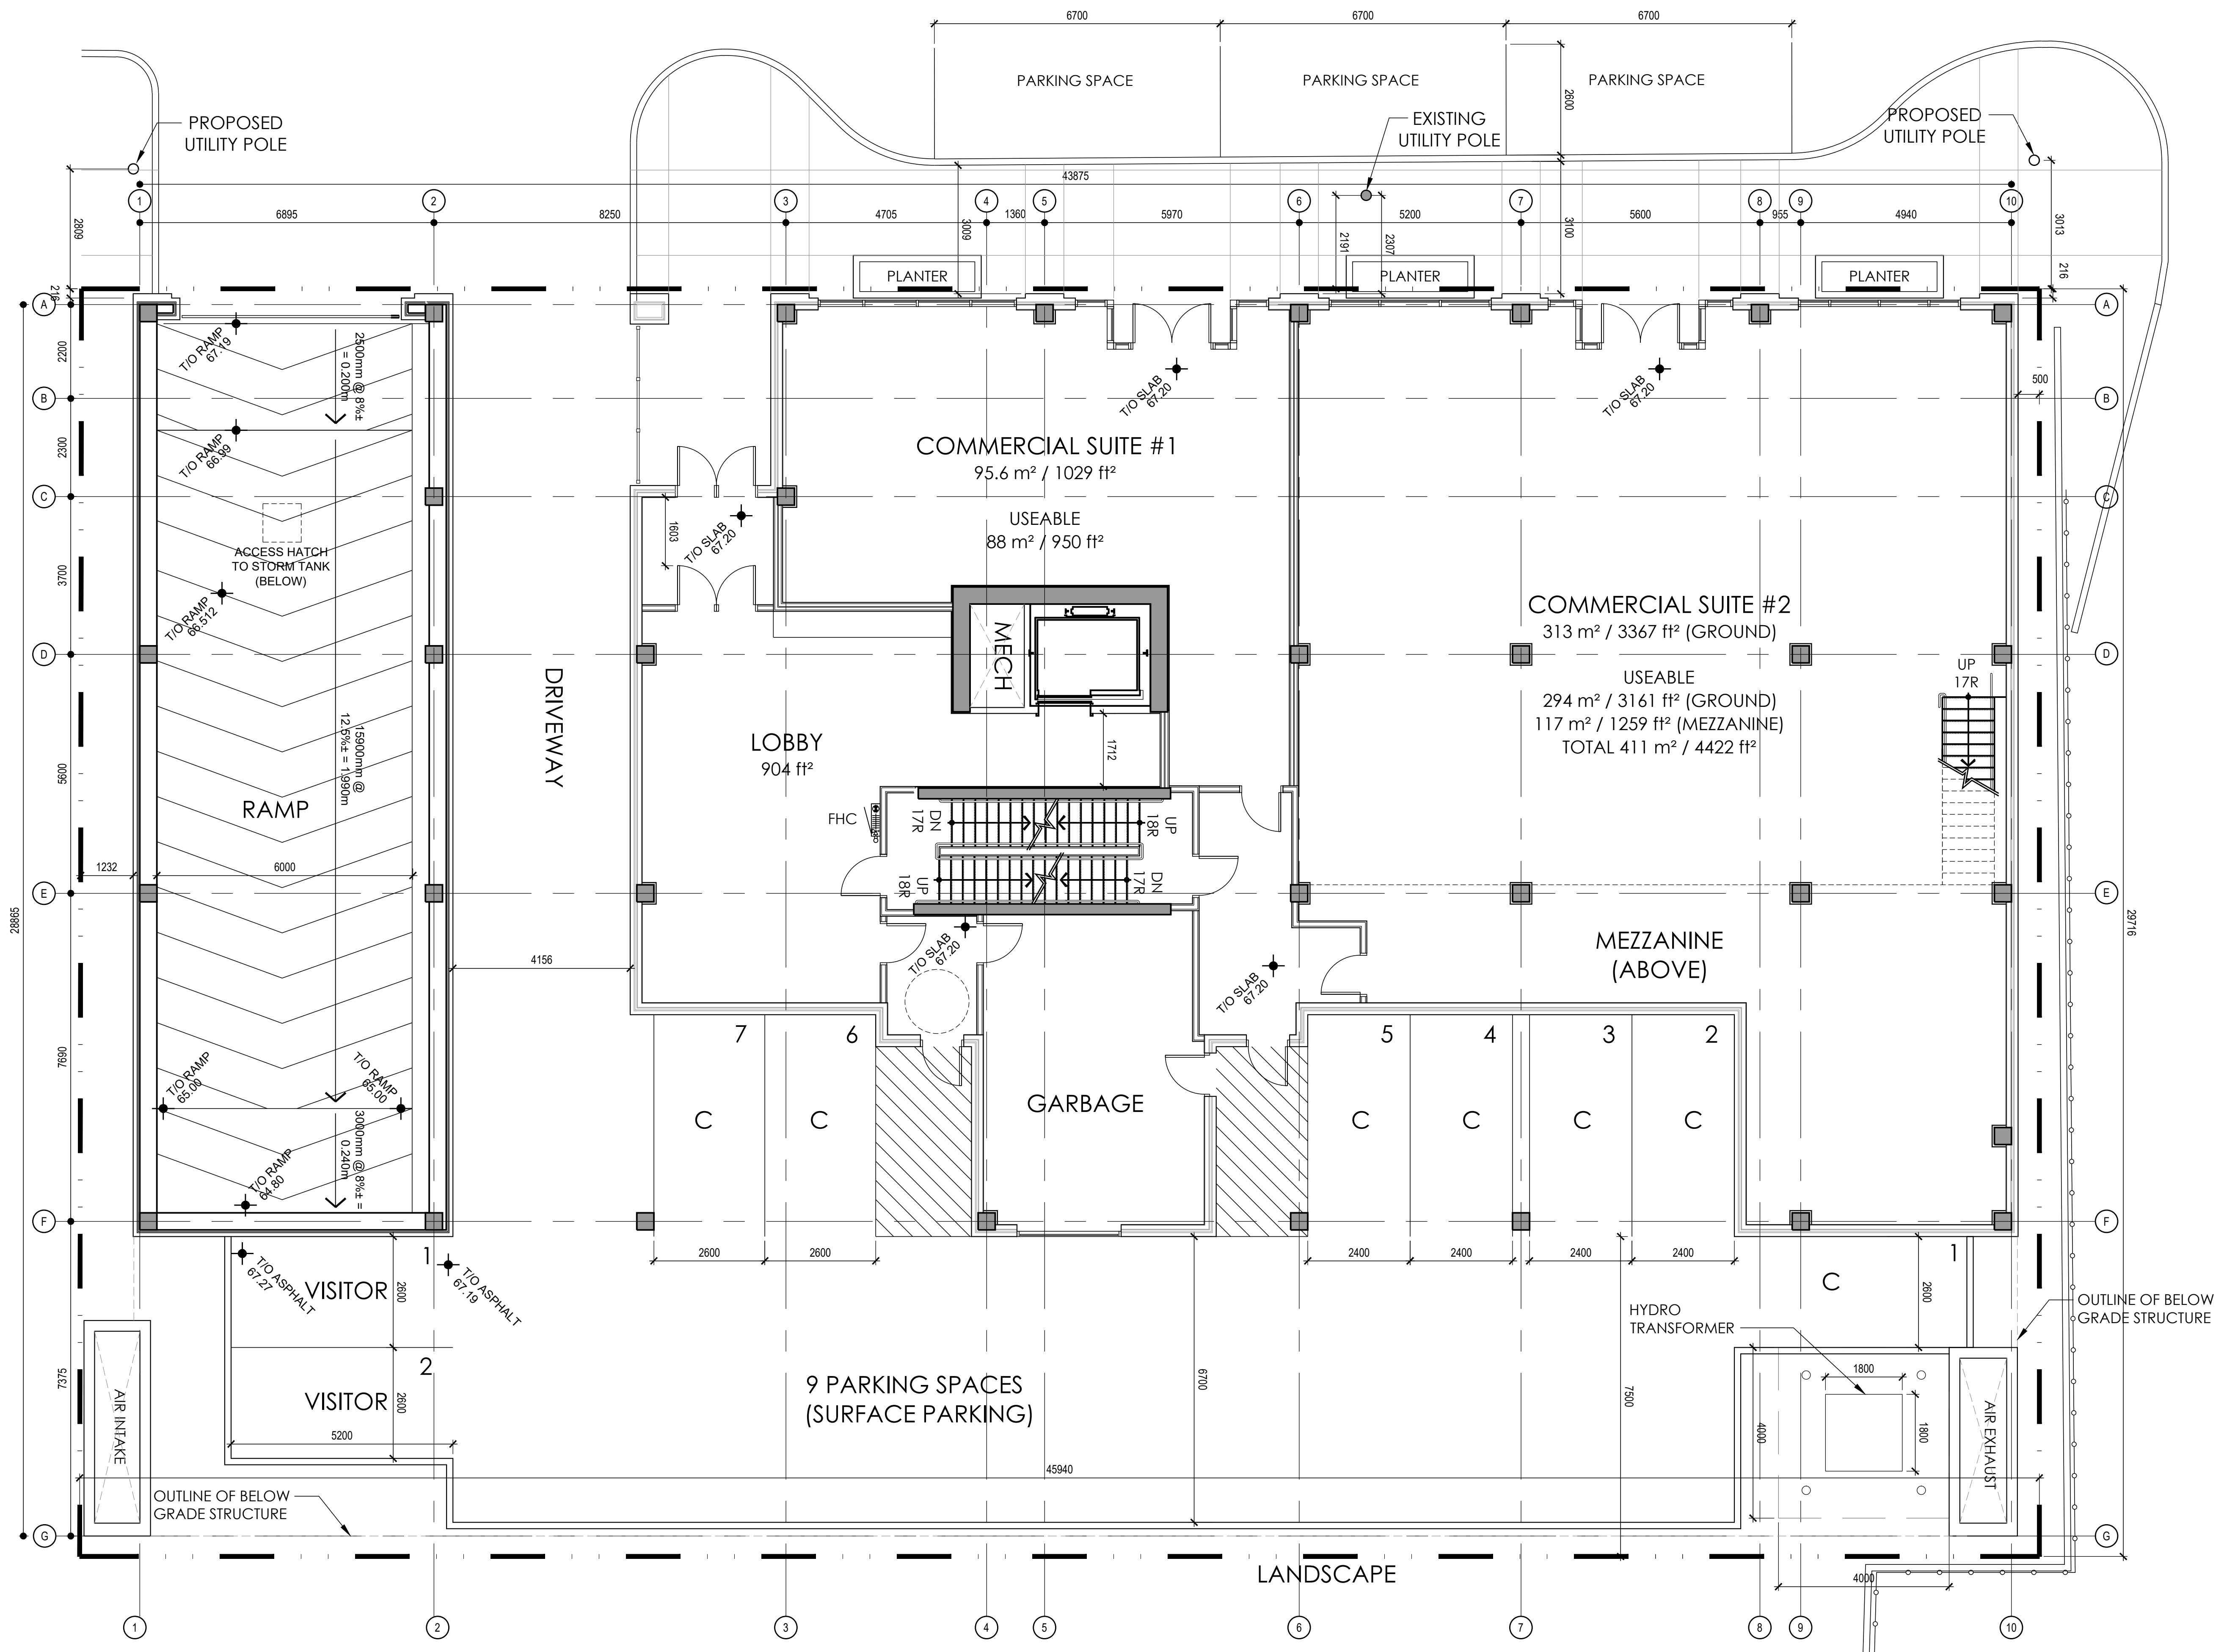 6700
6700
6700
PARKING SPACE
PARKING SPACE
PARKING SPACE
2600
PROPOSED
UTILITY POLE
EXISTING
UTILITY POLE
PROPOSED
UTILITY POLE
43875
1
2
3
4
5
6
7
8
9
10
6895
8250
4705
1360
5970
5200
5600
955
4940
2809
3009
2191
2307
3100
3013
216
216
PLANTER
PLANTER
PLANTER
A
A
T/O RAMP
67.19
2500mm @ 8%±
= 0.200m
2200
T/O SLAB
67.20
T/O SLAB
67.20
500
B
B
T/O RAMP
66.99
2300
COMMERCIAL SUITE #1
95.6 m² / 1029 ft²
USEABLE
88 m² / 950 ft²
C
C
1603
T/O SLAB
67.20
ACCESS HATCH
TO STORM TANK
(BELOW)
3700
T/O RAMP
66.512
COMMERCIAL SUITE #2
313 m² / 3367 ft² (GROUND)
USEABLE
294 m² / 3161 ft² (GROUND)
117 m² / 1259 ft² (MEZZANINE)
TOTAL 411 m² / 4422 ft²
MECH
D
D
UP
17R
DRIVEWAY
15900mm @
12.5%± = 1.990m
LOBBY
904 ft²
1712
5600
RAMP
FHC
DN
17R
UP
18R
UP
18R
DN
17R
1232
6000
E
E
28865
29716
4156
T/O SLAB
67.20
T/O SLAB
67.20
MEZZANINE
(ABOVE)
7690
7
6
5
4
3
2
T/O RAMP
65.00
T/O RAMP
65.00
GARBAGE
C
C
C
C
C
C
3000mm @ 8%± =
0.240m
T/O RAMP
64.80
F
F
2600
2600
2400
2400
2400
2400
1
1
T/O ASPHALT
67.27
VISITOR
2600
T/O ASPHALT
67.19
C
2600
HYDRO
TRANSFORMER
OUTLINE OF BELOW
GRADE STRUCTURE
7375
2
VISITOR
2600
9 PARKING SPACES
(SURFACE PARKING)
6700
7500
1800
1800
4000
AIR INTAKE
AIR EXHAUST
5200
45940
OUTLINE OF BELOW
GRADE STRUCTURE
G
G
LANDSCAPE
4000
1
2
3
4
5
6
7
8
9
10